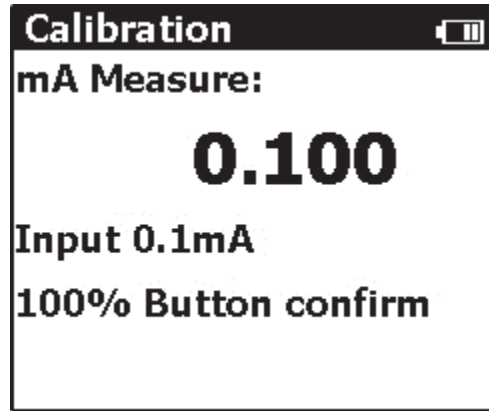 Calibration
mA Measure:
0.100
Input 0.1mA
100% Button confirm